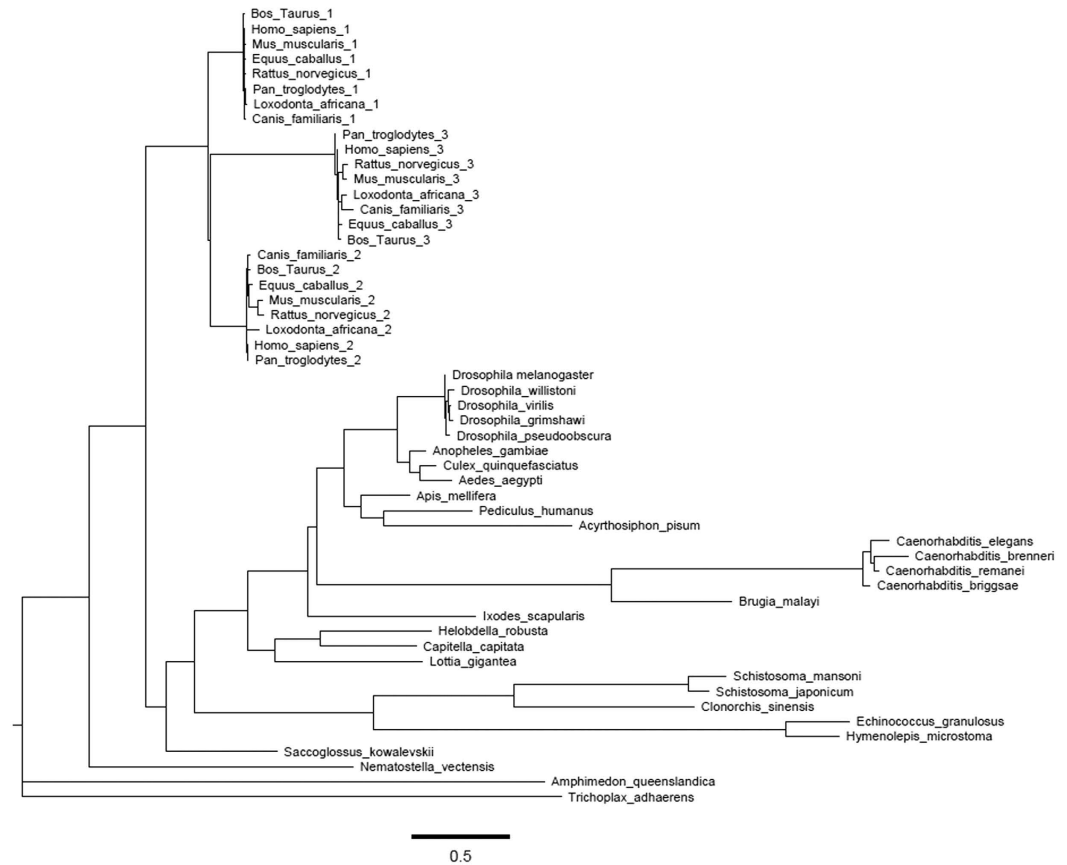 Bos_Taurus_1
Homo_sapiens_1
Mus_muscularis_1
Equus_caballus_1
Rattus_norvegicus_1
Pan_troglodytes_1
Loxodonta_africana_1
Canis_familiaris_1
Pan_troglodytes_3
Homo_sapiens_3
Rattus_norvegicus_3
Mus_muscularis_3
Loxodonta_africana_3
Canis_familiaris_3
Equus_caballus_3
Bos_Taurus_3
Canis_familiaris_2
Bos_Taurus_2
Equus_caballus_2
Mus_muscularis_2
Rattus_norvegicus_2
Loxodonta_africana_2
Homo_sapiens_2
Pan_troglodytes_2
Drosophila melanogaster
Drosophila_willistoni
Drosophila_virilis
Drosophila_grimshawi
Drosophila_pseudoobscura
Anopheles_gambiae
Culex_quinquefasciatus
Aedes_aegypti
Apis_mellifera
Pediculus_humanus
Acyrthosiphon_pisum
Caenorhabditis_elegans
Caenorhabditis_brenneri
Caenorhabditis_remanei
Caenorhabditis_briggsae
Brugia_malayi
Ixodes_scapularis
Helobdella_robusta
Capitella_capitata
Lottia_gigantea
Schistosoma_mansoni
Schistosoma_japonicum
Clonorchis_sinensis
Echinococcus_granulosus
Hymenolepis_microstoma
Saccoglossus_kowalevskii
Nematostella_vectensis
Amphimedon_queenslandica
Trichoplax_adhaerens
0.5